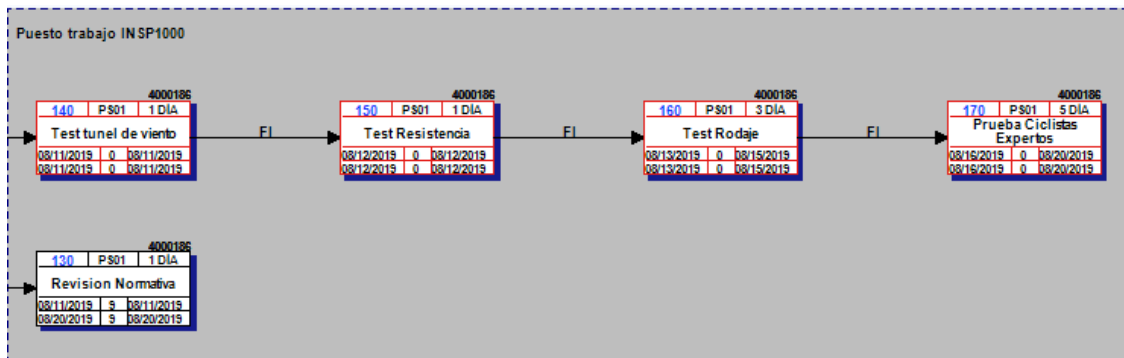 Puesto trabajo INSP1000
4000186
140 PS01 1 DÍA
Test tunel de viento
08/11/2019 0 08/11/2019
08/11/2019 0 08/11/2019
FI
4000186
150 PS01 1 DÍA
Test Resistencia
08/12/2019 0 08/12/2019
08/12/2019 0 08/12/2019
FI
4000186
160 PS01 3 DÍA
Test Rodaje
08/13/2019 0 08/15/2019
08/13/2019 0 08/15/2019
FI
4000186
170 PS01 5 DÍA
Prueba Ciclistas
Expertos
08/16/2019 0 08/20/2019
08/16/2019 0 08/20/2019
4000186
130 PS01 1 DÍA
Revision Normativa
08/11/2019 9 08/11/2019
08/20/2019 9 08/20/2019